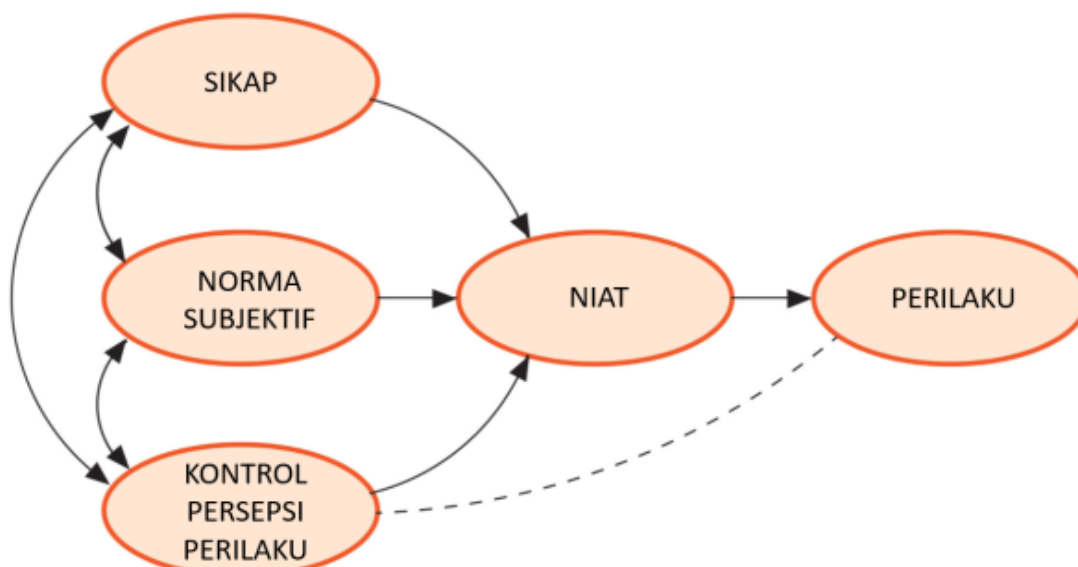 SIKAP
NORMA
SUBJEKTIF
NIAT
PERILAKU
KONTROL
PERSEPSI
PERILAKU